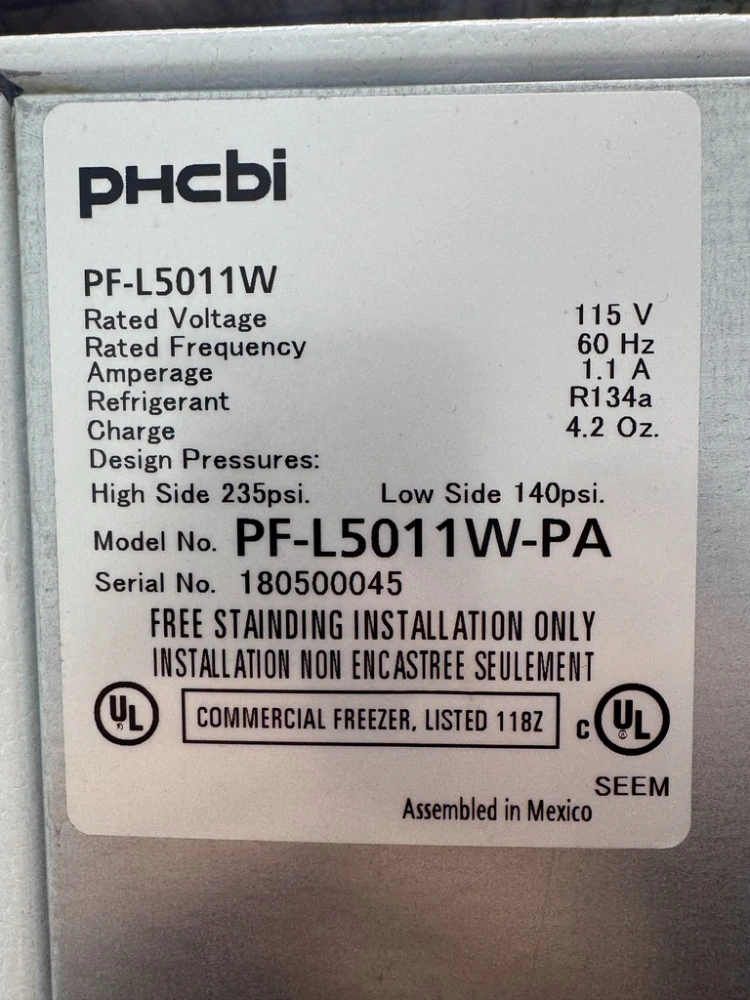 PHCbi
PF-L5011W
Rated Voltage 115 V
Rated Frequency 60 Hz
Amperage 1.1 A
Refrigerant R134a
Charge 4.2 Oz.
Design Pressures:
High Side 235psi. Low Side 140psi.
Model No. PF-L5011W-PA
Serial No. 180500045
FREE STAINDING INSTALLATION ONLY
INSTALLATION NON ENCASTREE SEULEMENT
UL COMMERCIAL FREEZER, LISTED 118Z c UL
SEEM
Assembled in Mexico